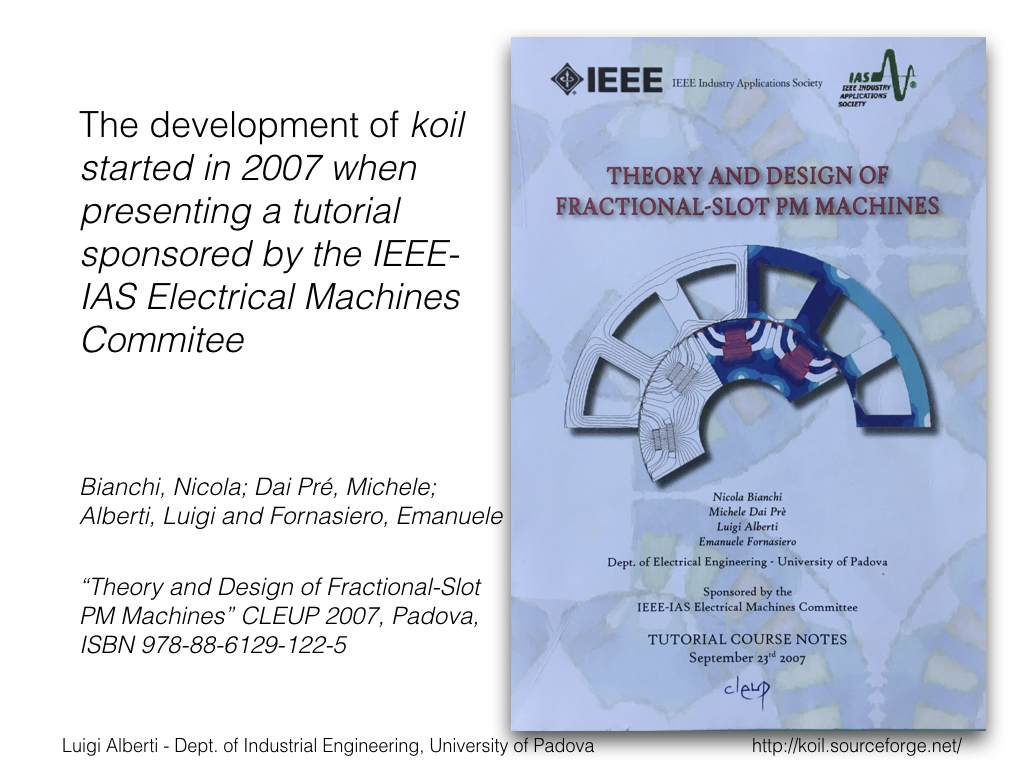 The development of koil
started in 2007 when
presenting a tutorial
sponsored by the IEEE-
IAS Electrical Machines
Commitee
Bianchi, Nicola; Dai Pré, Michele;
Alberti, Luigi and Fornasiero, Emanuele
“Theory and Design of Fractional-Slot
PM Machines” CLEUP 2007, Padova,
ISBN 978-88-6129-122-5
IEEE IEEE Industry Applications Society
IAS
IEEE INDUSTRY
APPLICATIONS
SOCIETY
®
THEORY AND DESIGN OF
FRACTIONAL-SLOT PM MACHINES
Nicola Bianchi
Michele Dai Prè
Luigi Alberti
Emanuele Fornasiero
Dept. of Electrical Engineering - University of Padova
Sponsored by the
IEEE-IAS Electrical Machines Committee
TUTORIAL COURSE NOTES
September 23rd 2007
cleup
Luigi Alberti - Dept. of Industrial Engineering, University of Padova
http://koil.sourceforge.net/